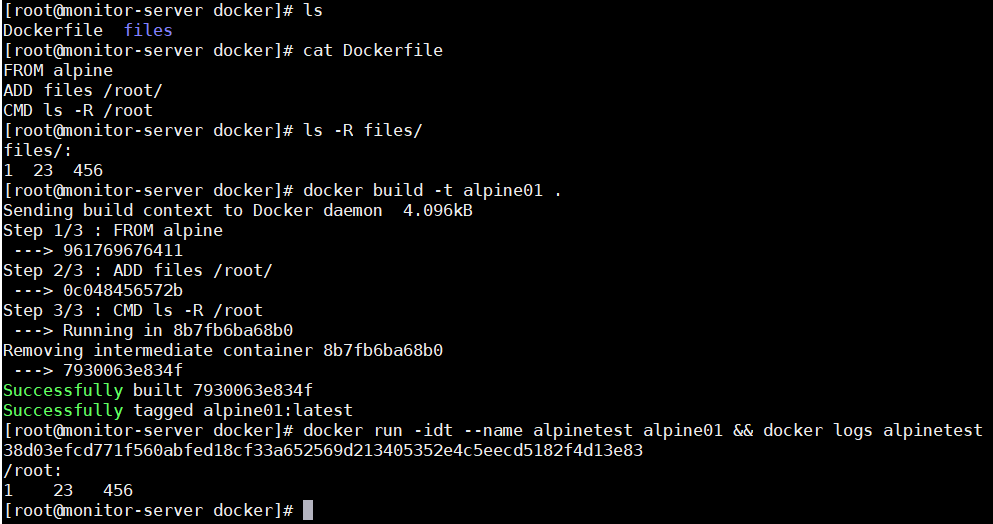 [root@monitor-server docker]# ls
Dockerfile  files
[root@monitor-server docker]# cat Dockerfile
FROM alpine
ADD files /root/
CMD ls -R /root
[root@monitor-server docker]# ls -R files/
files/:
1  23  456
[root@monitor-server docker]# docker build -t alpine01 .
Sending build context to Docker daemon  4.096kB
Step 1/3 : FROM alpine
 ---> 961769676411
Step 2/3 : ADD files /root/
 ---> 0c048456572b
Step 3/3 : CMD ls -R /root
 ---> Running in 8b7fb6ba68b0
Removing intermediate container 8b7fb6ba68b0
 ---> 7930063e834f
Successfully built 7930063e834f
Successfully tagged alpine01:latest
[root@monitor-server docker]# docker run -idt --name alpinetest alpine01 && docker logs alpinetest
38d03efcd771f560abfed18cf33a652569d213405352e4c5eecd5182f4d13e83
/root:
1    23   456
[root@monitor-server docker]#